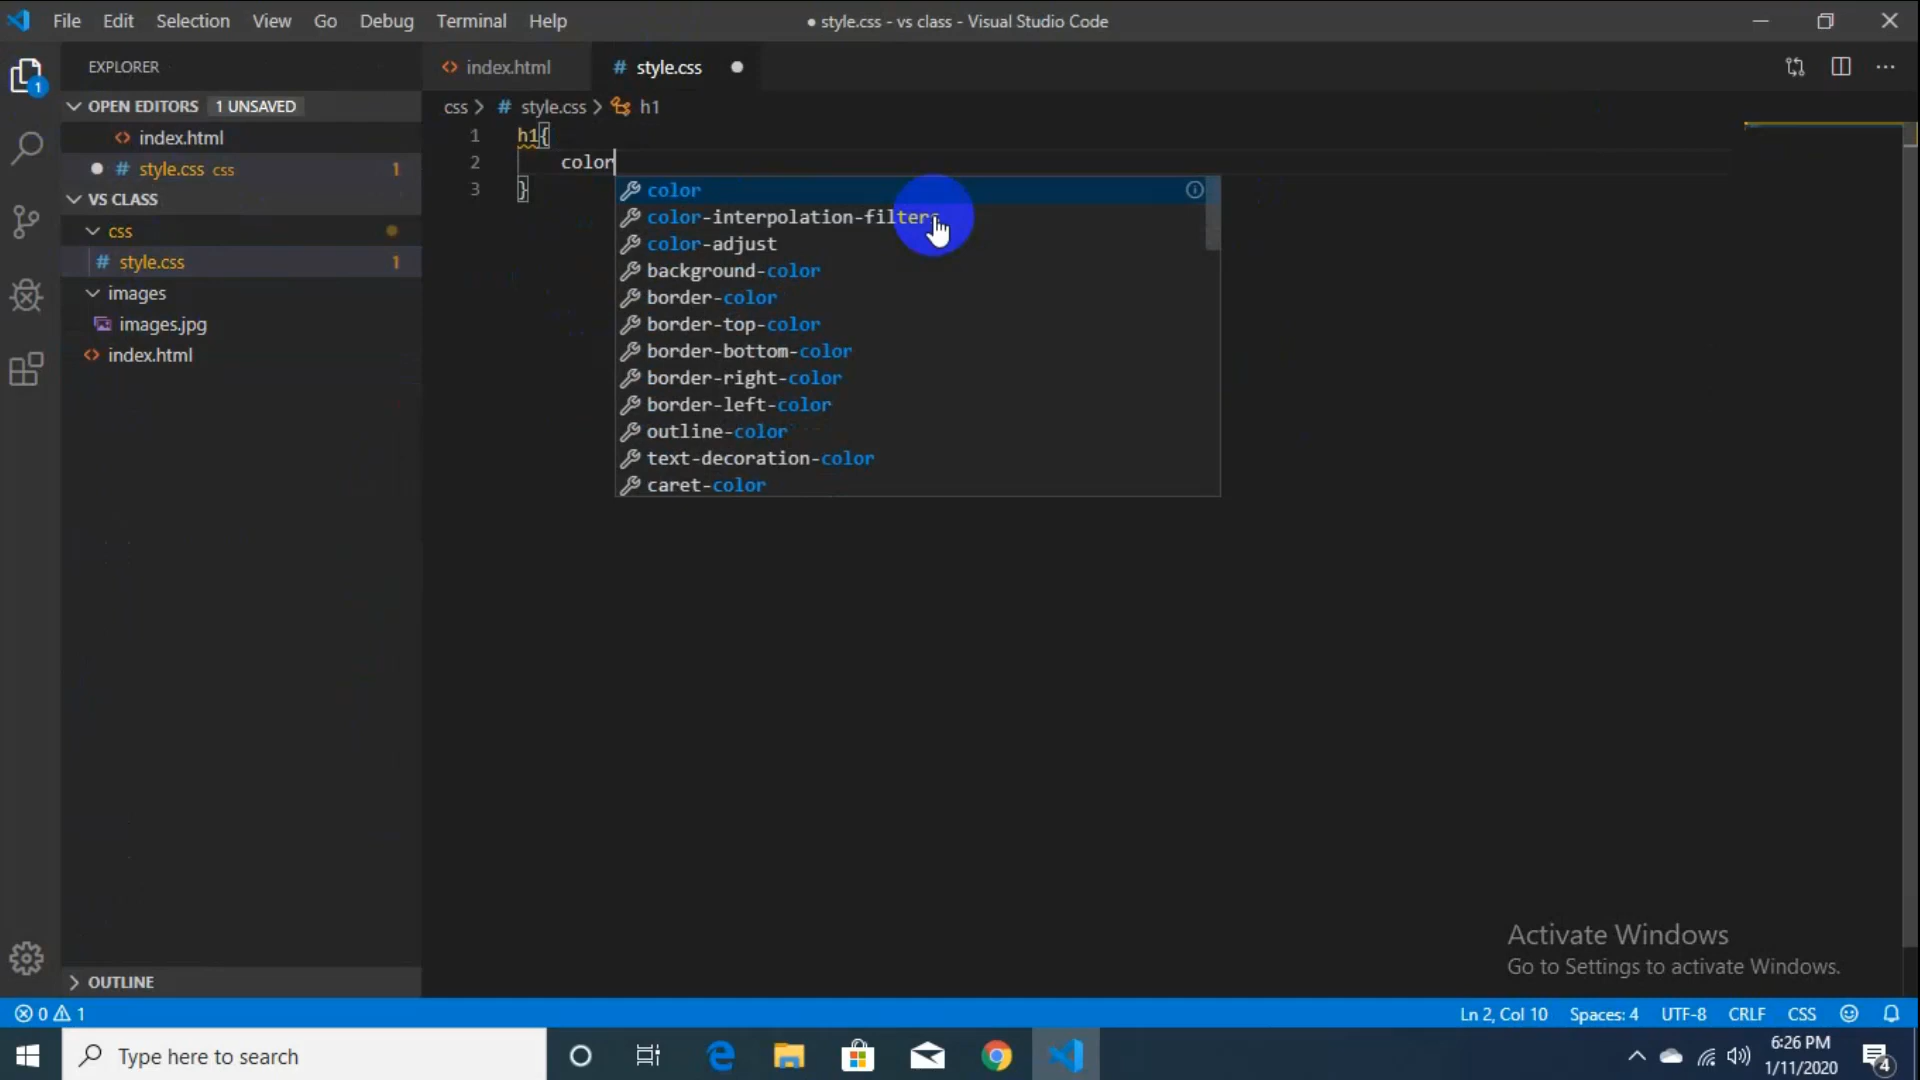 File Edit Selection View Go Debug Terminal Help
● style.css - vs class - Visual Studio Code
1
EXPLORER
OPEN EDITORS 1 UNSAVED
<> index.html
● # style.css css 1
VS CLASS
css
# style.css 1
images
images.jpg
<> index.html
OUTLINE
<> index.html
# style.css ●
css > # style.css > h1
1 h1{
2 color
3 }
color
color-interpolation-filters
color-adjust
background-color
border-color
border-top-color
border-bottom-color
border-right-color
border-left-color
outline-color
text-decoration-color
caret-color
Activate Windows
Go to Settings to activate Windows.
0 1
Ln 2, Col 10 Spaces: 4 UTF-8 CRLF CSS
Type here to search
6:26 PM
1/11/2020
4